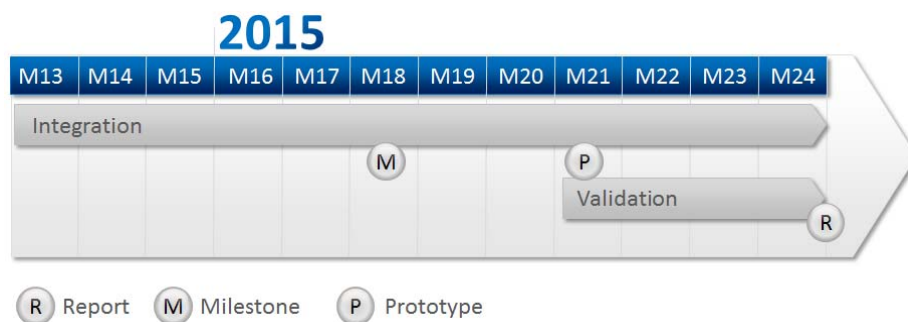 2015
M13 M14 M15 M16 M17 M18 M19 M20 M21 M22 M23 M24
Integration
M P
Validation
R
R Report M Milestone P Prototype